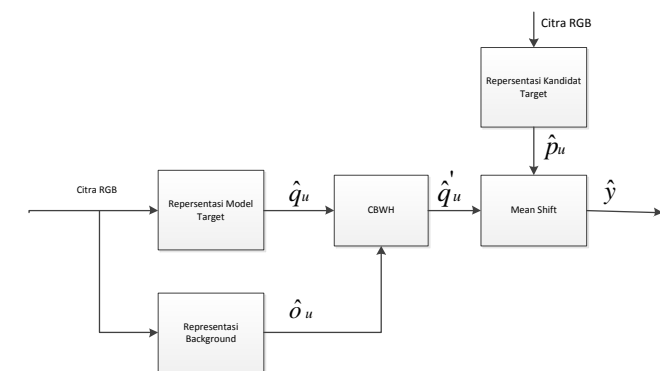 Citra RGB
Repersentasi Kandidat
Target
p̂u
Citra RGB
Repersentasi Model
Target
q̂u
CBWH
q̂'u
Mean Shift
ŷ
Representasi
Background
ôu